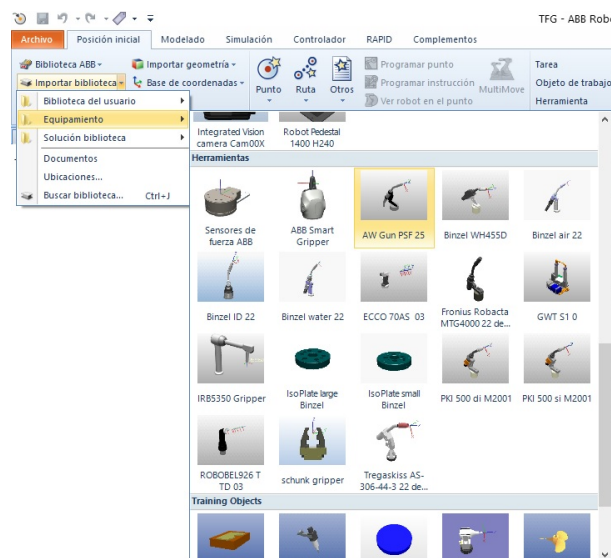 TFG - ABB Robo
Archivo Posición inicial Modelado Simulación Controlador RAPID Complementos
Biblioteca ABB Importar geometría Programar punto Tarea
Importar biblioteca Base de coordenadas Punto Ruta Otros Programar instrucción MultiMove Objeto de trabajo
Ver robot en el punto Herramienta
Biblioteca del usuario
Equipamiento
Solución biblioteca
Documentos
Ubicaciones...
Buscar biblioteca... Ctrl+J
Integrated Vision camera Cam00X
Robot Pedestal 1400 H240
Herramientas
Sensores de fuerza ABB
ABB Smart Gripper
AW Gun PSF 25
Binzel WH455D
Binzel air 22
Binzel ID 22
Binzel water 22
ECCO 70AS 03
Fronius Robacta MTG4000 22 de...
GWT S1 0
IRB5350 Gripper
IsoPlate large Binzel
IsoPlate small Binzel
PKI 500 di M2001
PKI 500 si M2001
ROBOBEL926 T TD 03
schunk gripper
Tregaskiss AS-306-44-3 22 de...
Training Objects